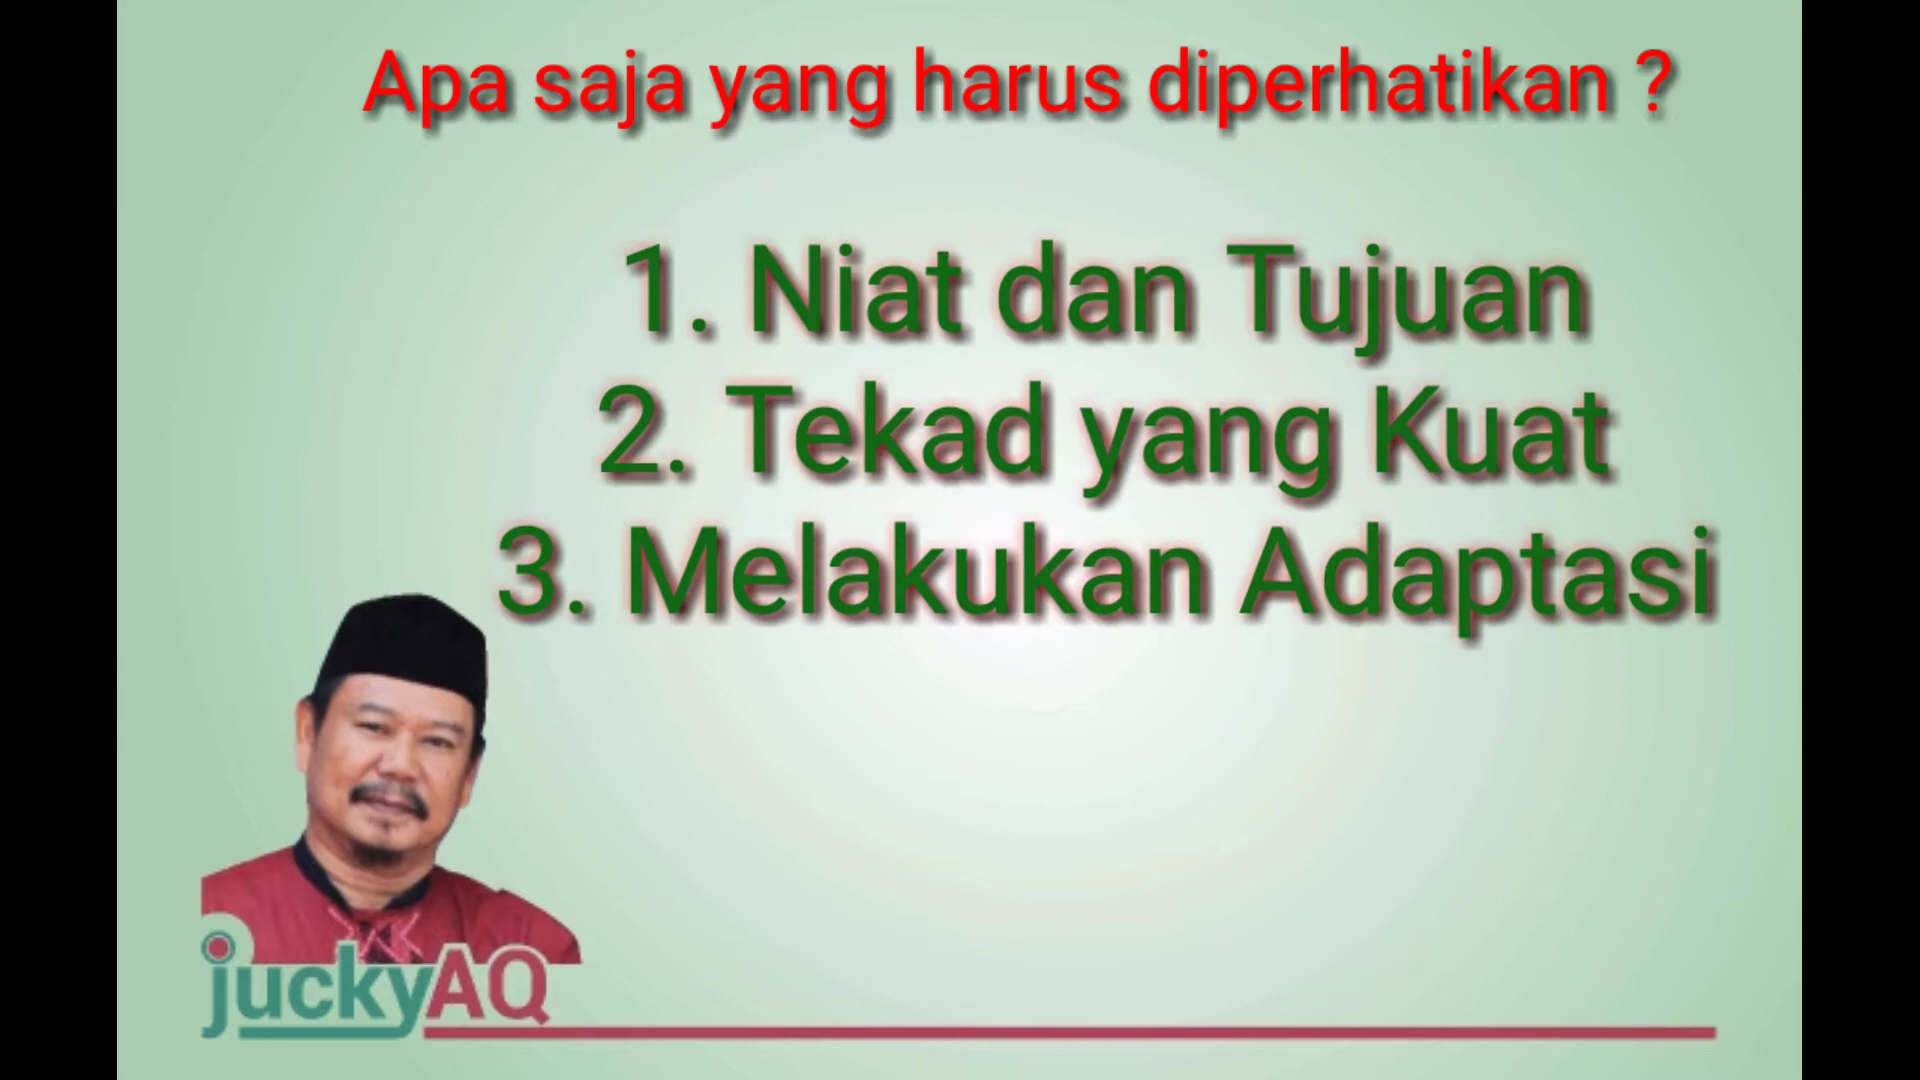 Apa saja yang harus diperhatikan ?
1. Niat dan Tujuan
2. Tekad yang Kuat
3. Melakukan Adaptasi
juckyAQ